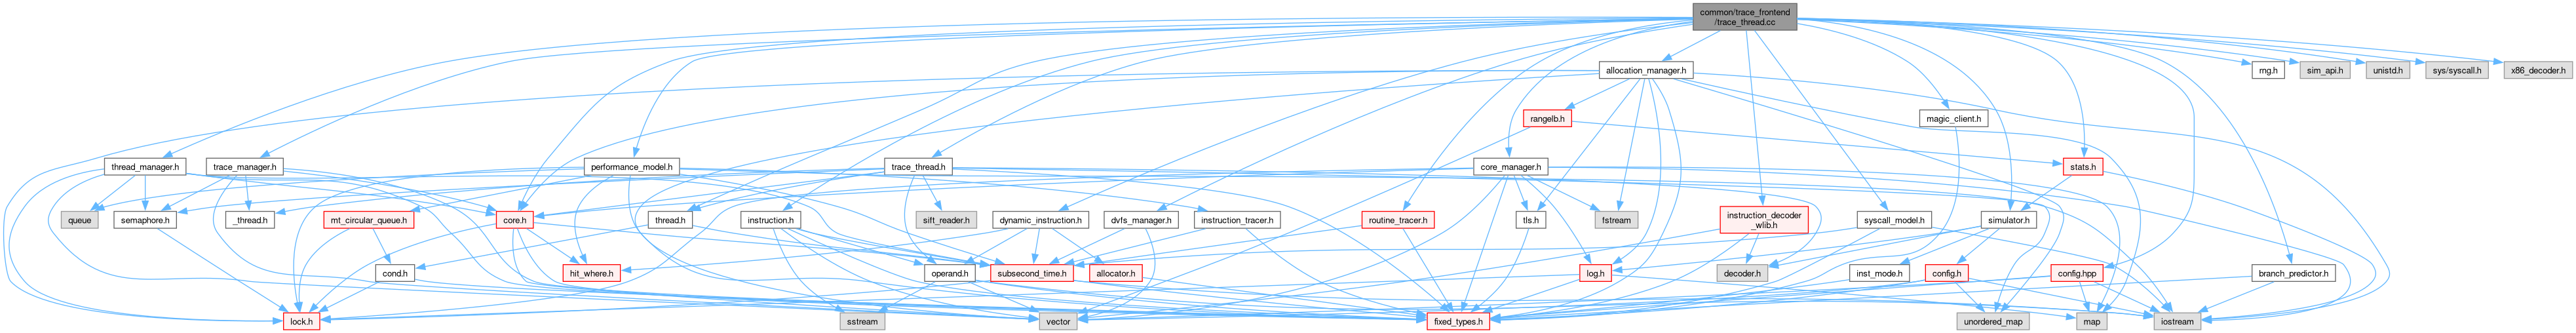 common/trace_frontend
/trace_thread.cc
allocation_manager.h
rng.h
sim_api.h
unistd.h
sys/syscall.h
x86_decoder.h
rangelb.h
magic_client.h
thread_manager.h
trace_manager.h
performance_model.h
trace_thread.h
core_manager.h
stats.h
queue
semaphore.h
_thread.h
mt_circular_queue.h
core.h
thread.h
instruction.h
sift_reader.h
dynamic_instruction.h
dvfs_manager.h
instruction_tracer.h
fstream
routine_tracer.h
tls.h
instruction_decoder
_wlib.h
syscall_model.h
simulator.h
cond.h
hit_where.h
operand.h
subsecond_time.h
allocator.h
log.h
decoder.h
inst_mode.h
config.h
config.hpp
branch_predictor.h
lock.h
sstream
vector
fixed_types.h
unordered_map
map
iostream